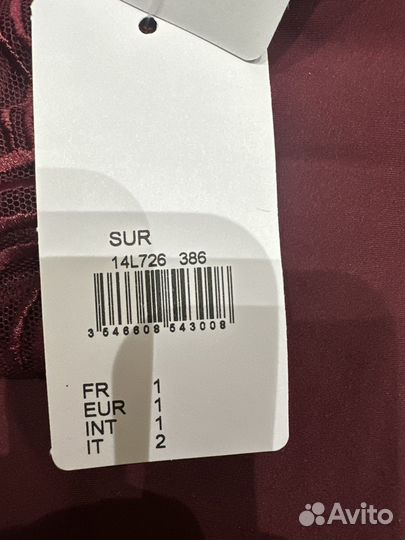 SUR
14L726 386
3 546608 543008
FR 1
EUR 1
INT 1
IT 2
Avito